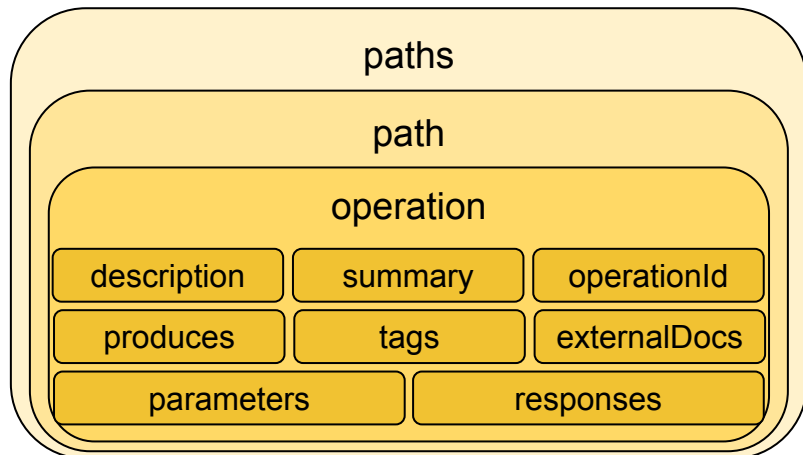 paths
path
operation
description summary operationId
produces tags externalDocs
parameters responses